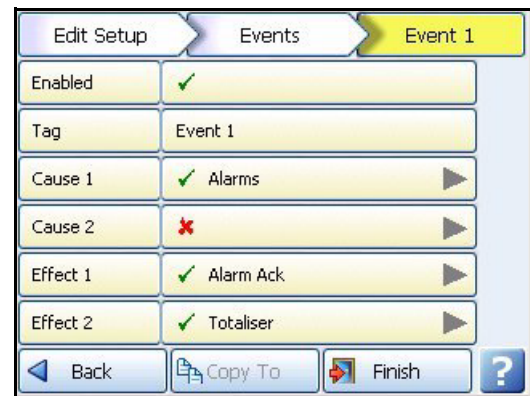 Edit Setup Events Event 1
Enabled
Tag Event 1
Cause 1 Alarms
Cause 2
Effect 1 Alarm Ack
Effect 2 Totaliser
Back Copy To Finish ?